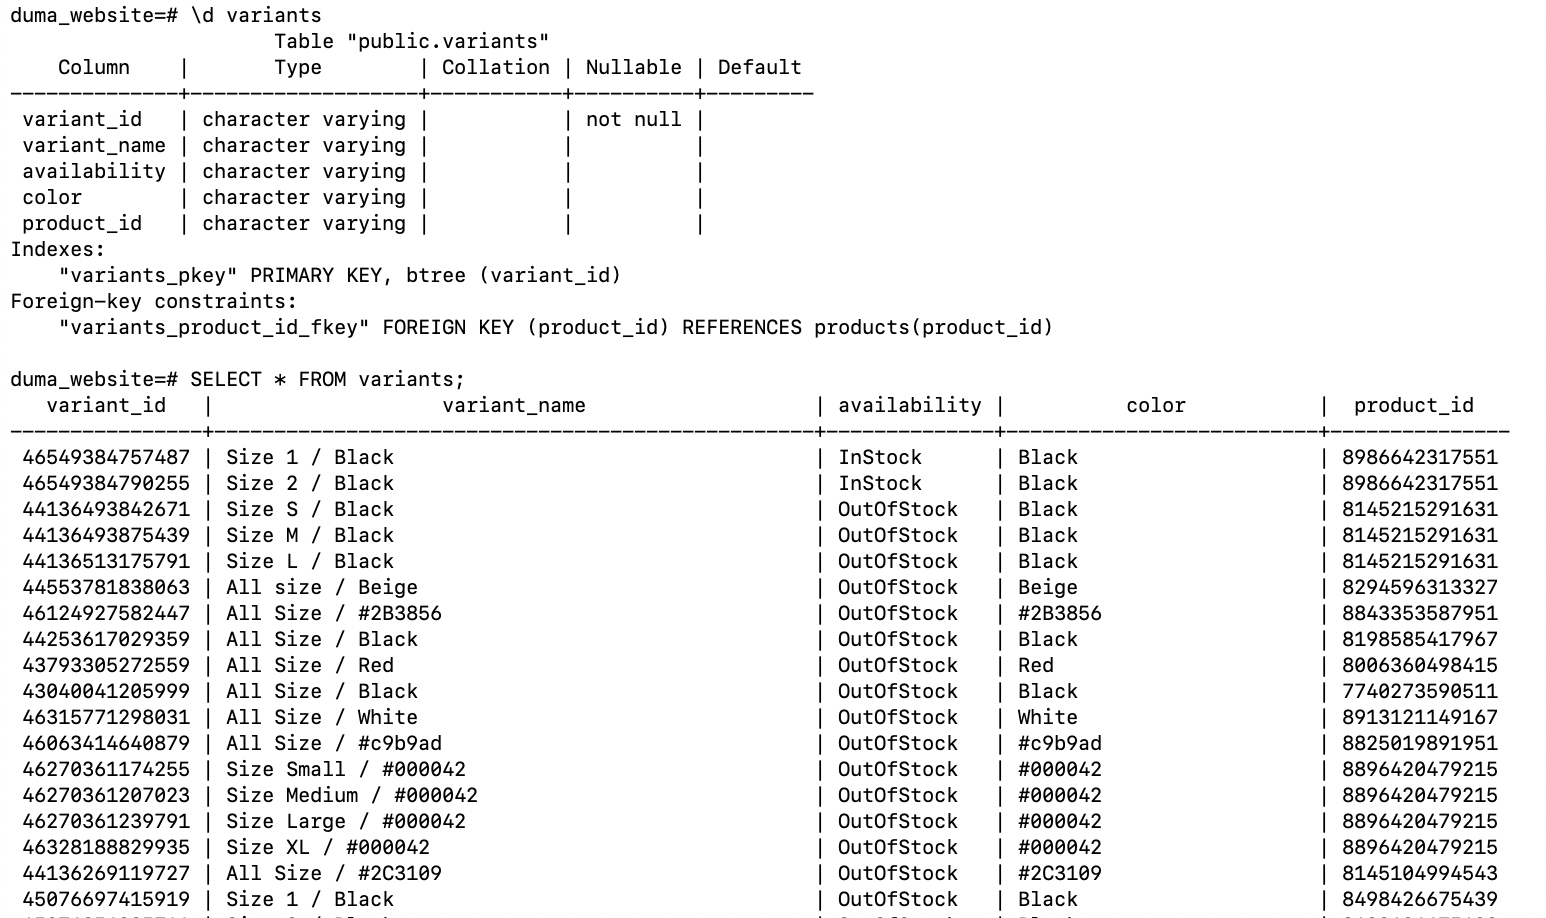 duma_website=# \d variants
Table "public.variants"
Column | Type | Collation | Nullable | Default
--------------+-------------------+-----------+----------+---------
variant_id | character varying | | not null |
variant_name | character varying | | |
availability | character varying | | |
color | character varying | | |
product_id | character varying | | |
Indexes:
"variants_pkey" PRIMARY KEY, btree (variant_id)
Foreign-key constraints:
"variants_product_id_fkey" FOREIGN KEY (product_id) REFERENCES products(product_id)
duma_website=# SELECT * FROM variants;
variant_id | variant_name | availability | color | product_id
----------------+--------------------------------------------------+--------------+--------------------------+---------------
46549384757487 | Size 1 / Black | InStock | Black | 8986642317551
46549384790255 | Size 2 / Black | InStock | Black | 8986642317551
44136493842671 | Size S / Black | OutOfStock | Black | 8145215291631
44136493875439 | Size M / Black | OutOfStock | Black | 8145215291631
44136513175791 | Size L / Black | OutOfStock | Black | 8145215291631
44553781838063 | All size / Beige | OutOfStock | Beige | 8294596313327
46124927582447 | All Size / #2B3856 | OutOfStock | #2B3856 | 8843353587951
44253617029359 | All Size / Black | OutOfStock | Black | 8198585417967
43793305272559 | All Size / Red | OutOfStock | Red | 8006360498415
43040041205999 | All Size / Black | OutOfStock | Black | 7740273590511
46315771298031 | All Size / White | OutOfStock | White | 8913121149167
46063414640879 | All Size / #c9b9ad | OutOfStock | #c9b9ad | 8825019891951
46270361174255 | Size Small / #000042 | OutOfStock | #000042 | 8896420479215
46270361207023 | Size Medium / #000042 | OutOfStock | #000042 | 8896420479215
46270361239791 | Size Large / #000042 | OutOfStock | #000042 | 8896420479215
46328188829935 | Size XL / #000042 | OutOfStock | #000042 | 8896420479215
44136269119727 | All Size / #2C3109 | OutOfStock | #2C3109 | 8145104994543
45076697415919 | Size 1 / Black | OutOfStock | Black | 8498426675439